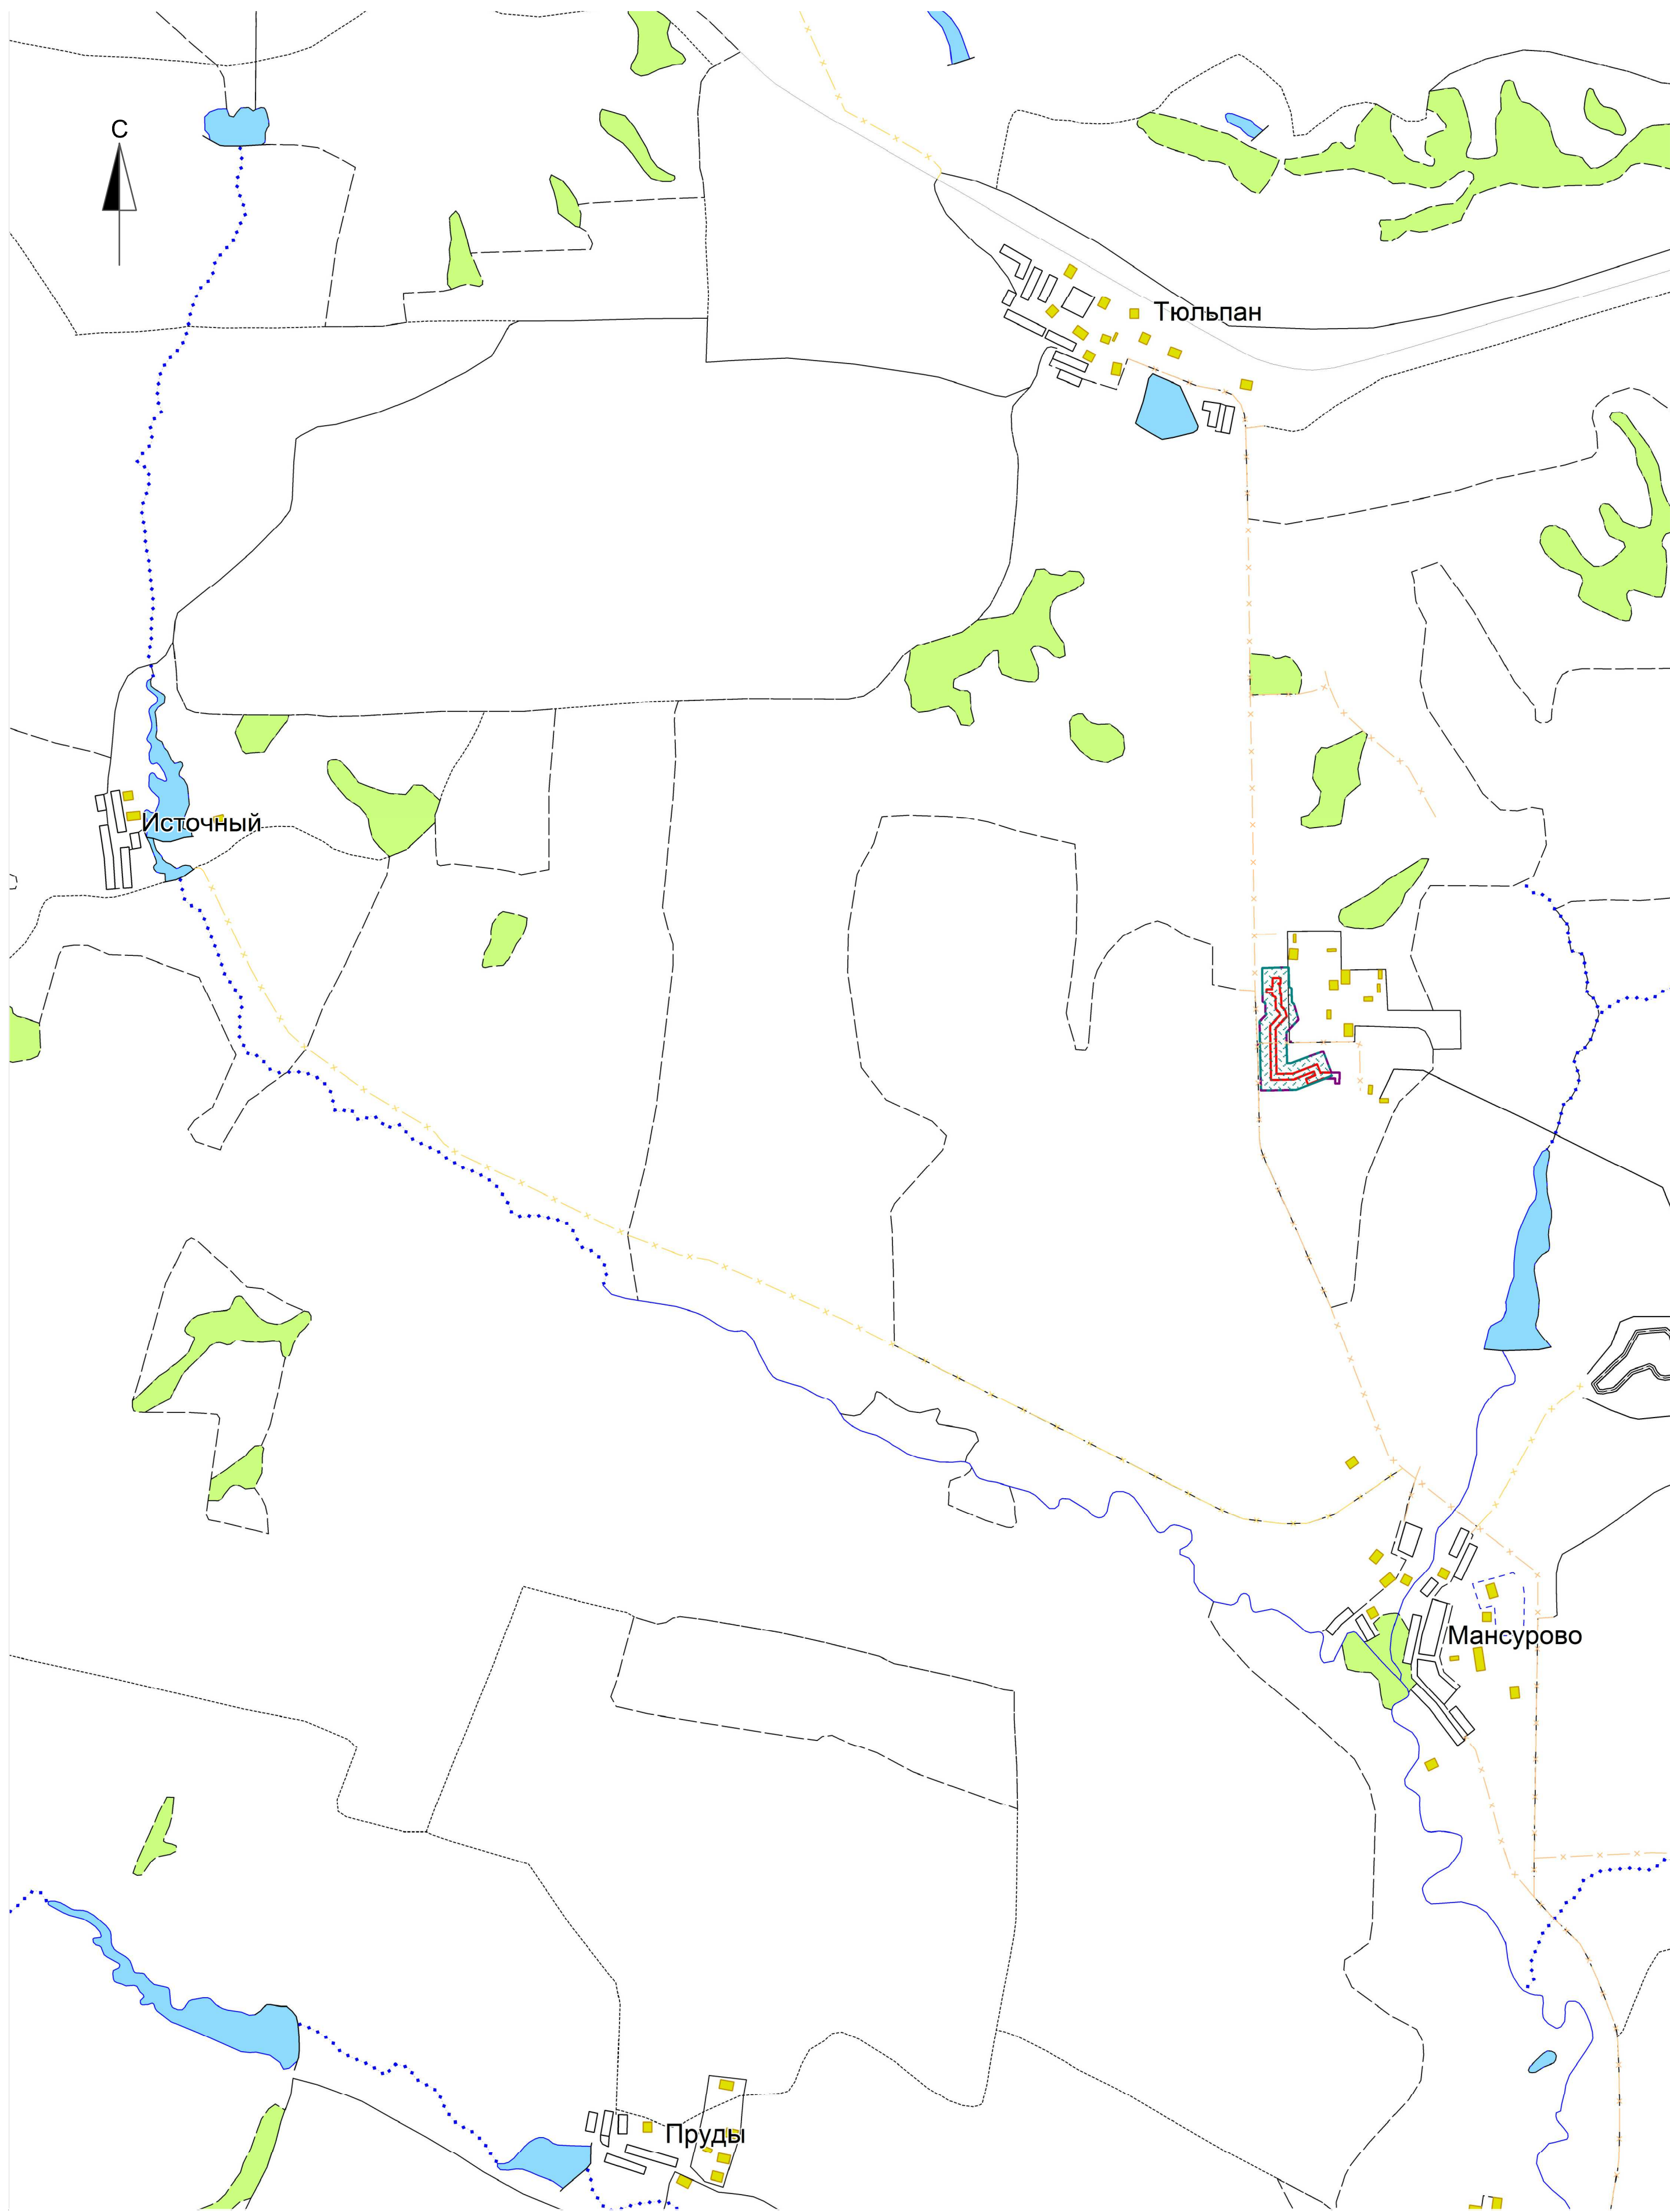 С
Тюльпан
Источный
Мансурово
Пруды